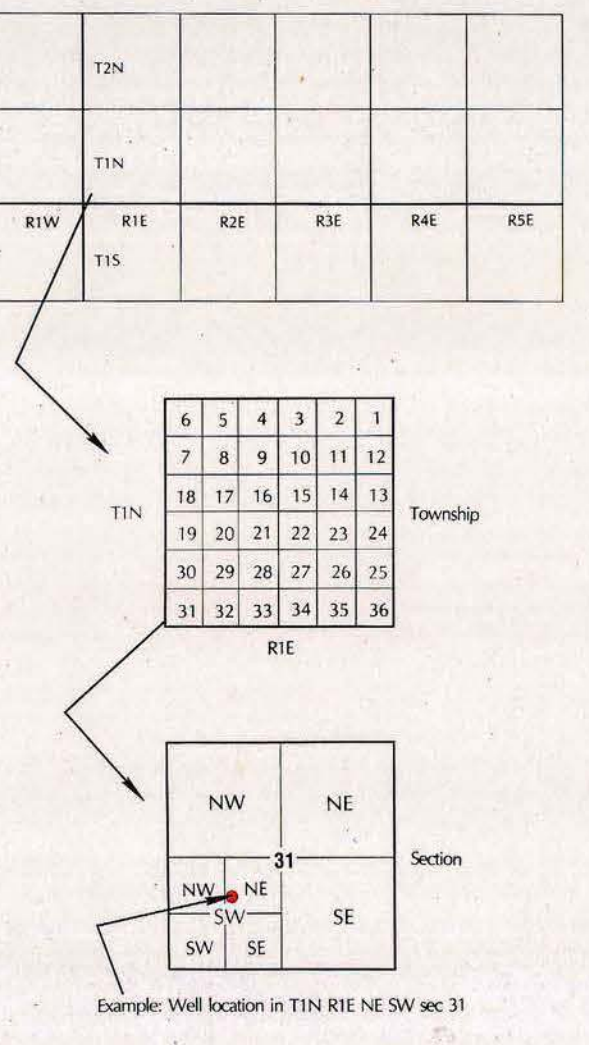 T2N
T1N
R1W R1E R2E R3E R4E R5E
T1S
6 5 4 3 2 1
7 8 9 10 11 12
18 17 16 15 14 13
T1N Township
19 20 21 22 23 24
30 29 28 27 26 25
31 32 33 34 35 36
R1E
NW NE
31 Section
NW NE
SW SE
SW SE
Example: Well location in T1N R1E NE SW sec 31